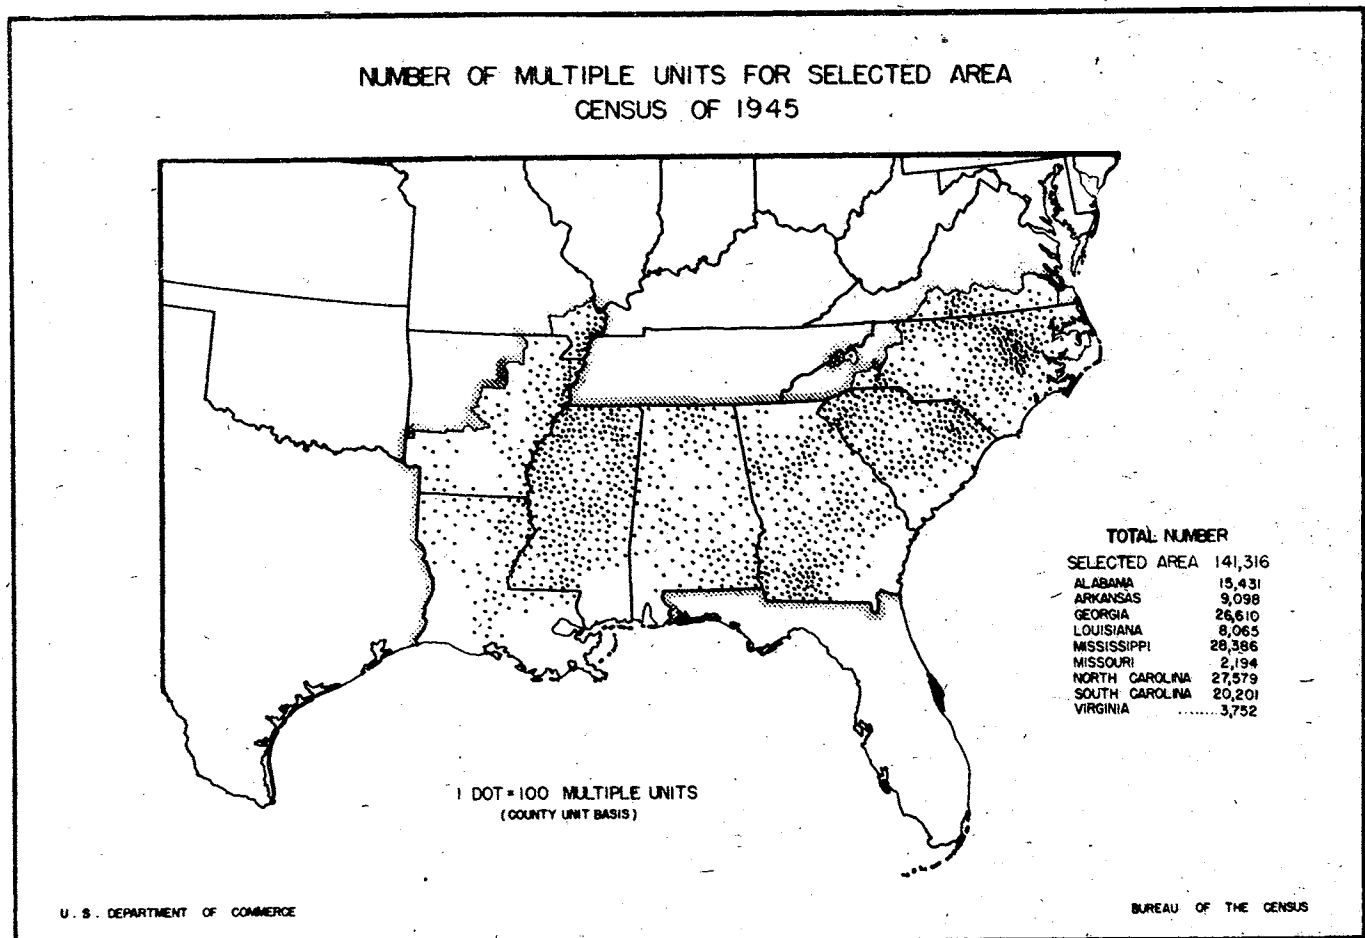 NUMBER OF MULTIPLE UNITS FOR SELECTED AREA
CENSUS OF 1945
TOTAL NUMBER
SELECTED AREA 141,316
ALABAMA 15,431
ARKANSAS 9,098
GEORGIA 26,610
LOUISIANA 8,065
MISSISSIPPI 28,386
MISSOURI 2,194
NORTH CAROLINA 27,579
SOUTH CAROLINA 20,201
VIRGINIA ...... 3,752
1 DOT = 100 MULTIPLE UNITS
(COUNTY UNIT BASIS)
U. S. DEPARTMENT OF COMMERCE
BUREAU OF THE CENSUS